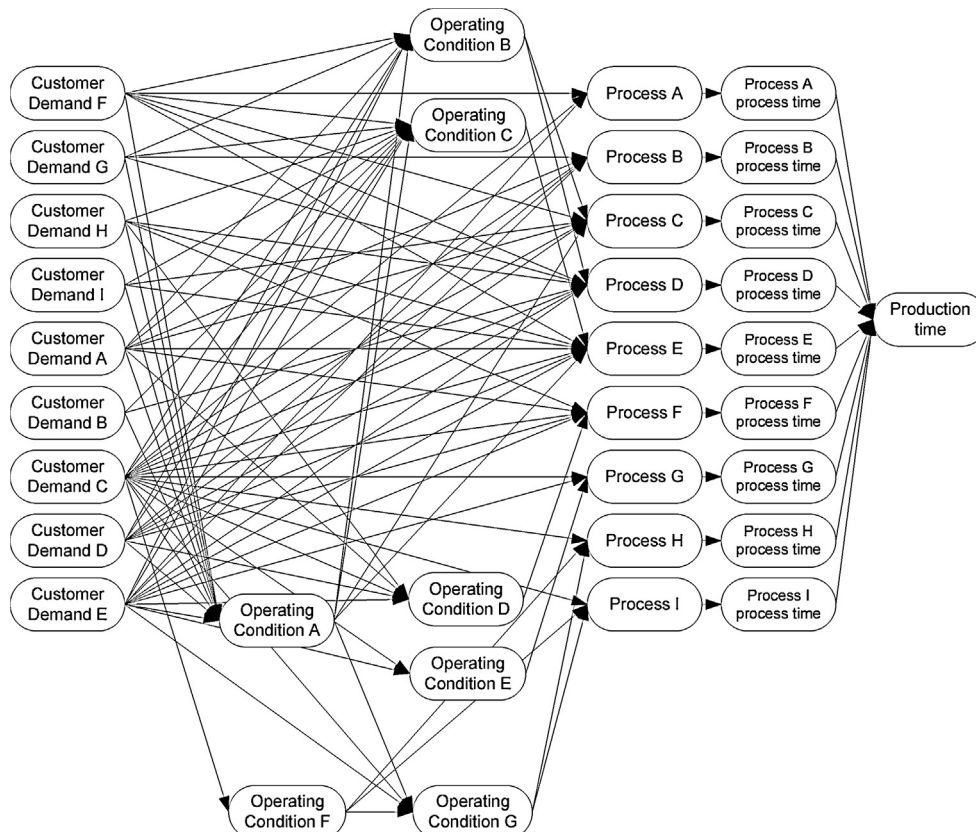 Operating
Condition B
Customer
Demand F
Process A
Process A
process time
Operating
Condition C
Customer
Demand G
Process B
Process B
process time
Customer
Demand H
Process C
Process C
process time
Customer
Demand I
Process D
Process D
process time
Production
time
Customer
Demand A
Process E
Process E
process time
Customer
Demand B
Process F
Process F
process time
Customer
Demand C
Process G
Process G
process time
Customer
Demand D
Process H
Process H
process time
Customer
Demand E
Operating
Condition A
Operating
Condition D
Process I
Process I
process time
Operating
Condition E
Operating
Condition F
Operating
Condition G